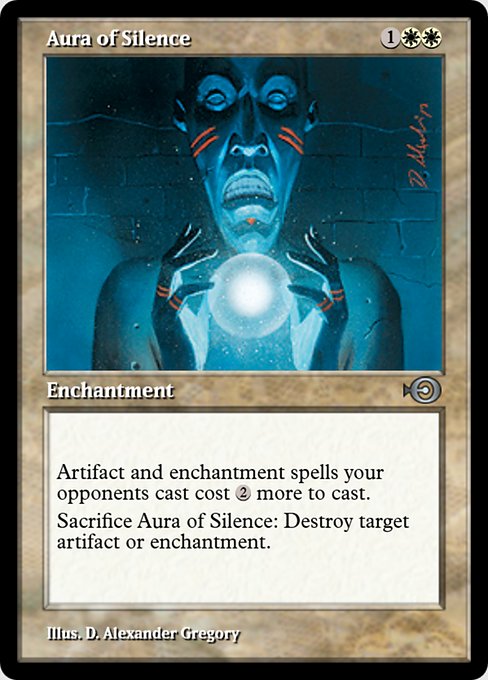 Aura of Silence 1
Enchantment
Artifact and enchantment spells your
opponents cast cost 2 more to cast.
Sacrifice Aura of Silence: Destroy target
artifact or enchantment.
Illus. D. Alexander Gregory